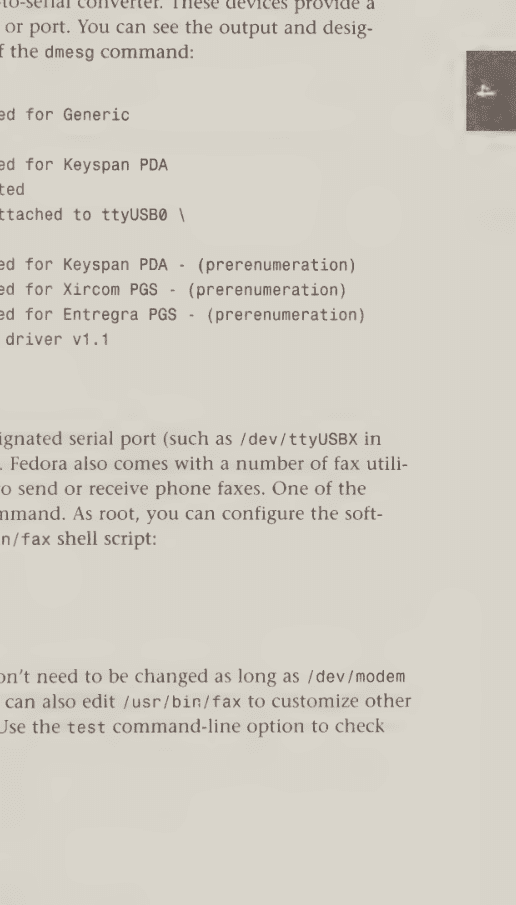 -to-serial converter. These devices provide a
or port. You can see the output and desig-
f the dmesg command:
ed for Generic
ed for Keyspan PDA
ted
ttached to ttyUSB0 \
ed for Keyspan PDA - (prerenumeration)
ed for Xircom PGS - (prerenumeration)
ed for Entregra PGS - (prerenumeration)
driver v1.1
ignated serial port (such as /dev/ttyUSBX in
. Fedora also comes with a number of fax utili-
o send or receive phone faxes. One of the
mmand. As root, you can configure the soft-
n/fax shell script:
on't need to be changed as long as /dev/modem
can also edit /usr/bin/fax to customize other
Use the test command-line option to check